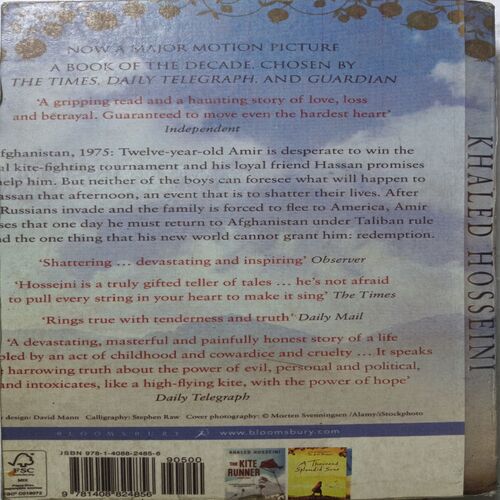 NOW A MAJOR MOTION PICTURE
A BOOK OF THE DECADE, CHOSEN BY
THE TIMES, DAILY TELEGRAPH, AND GUARDIAN
'A gripping read and a haunting story of love, loss
and betrayal. Guaranteed to move even the hardest heart'
Independent
fghanistan, 1975: Twelve-year-old Amir is desperate to win the
al kite-fighting tournament and his loyal friend Hassan promises
help him. But neither of the boys can foresee what will happen to
assan that afternoon, an event that is to shatter their lives. After
Russians invade and the family is forced to flee to America, Amir
ses that one day he must return to Afghanistan under Taliban rule
nd the one thing that his new world cannot grant him: redemption.
'Shattering ... devastating and inspiring' Observer
'Hosseini is a truly gifted teller of tales ... he's not afraid
to pull every string in your heart to make it sing' The Times
'Rings true with tenderness and truth' Daily Mail
'A devastating, masterful and painfully honest story of a life
pled by an act of childhood and cowardice and cruelty ... It speaks
harrowing truth about the power of evil, personal and political,
and intoxicates, like a high-flying kite, with the power of hope'
Daily Telegraph
r design: David Mann Calligraphy: Stephen Raw Cover photography: © Morten Svenningsen /Alamy/iStockphoto
BLOOMSBURY www.bloomsbury.com
ISBN 978-1-4088-2485-6
90500
9 781408 824856
FSC
MIX
KHALED HOSSEINI
THE KITE RUNNER
A Thousand Splendid Suns
KHALED HOSSEINI